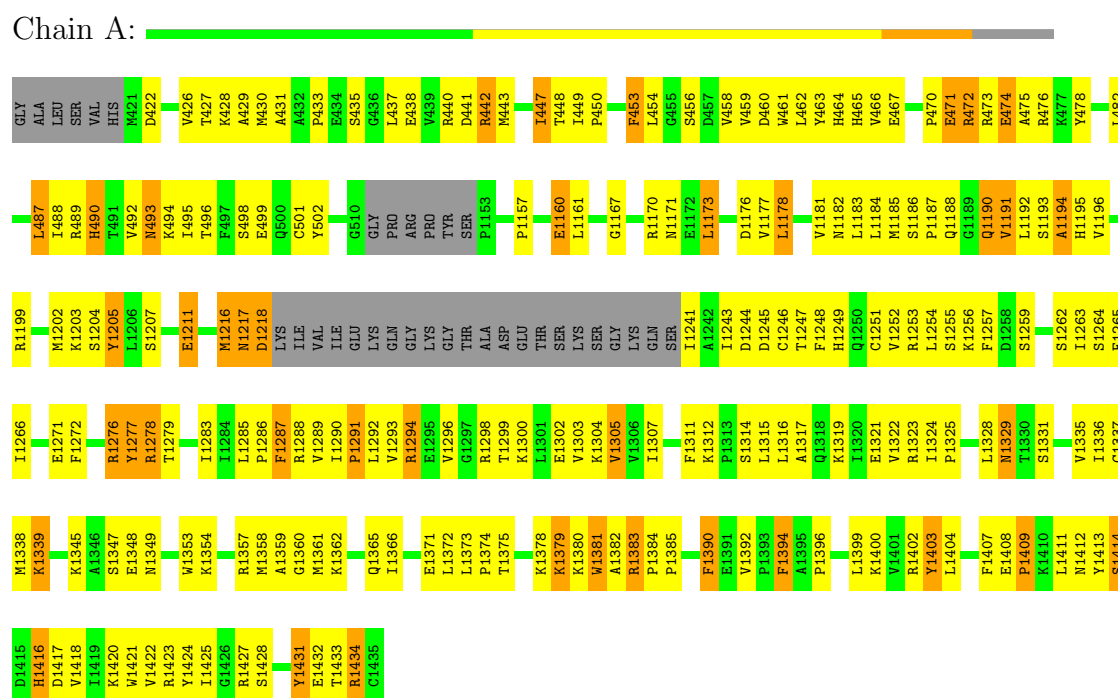 Chain A:
GLY ALA LEU SER VAL HIS M421 D422 V426 T427 K428 A429 M430 A431 A432 P433 E434 S435 G436 L437 E438 V439 R440 D441 R442 M443 I447 T448 I449 P450 F453 L454 G455 S456 D457 V458 V459 D460 W461 L462 Y463 H464 H465 V466 E467 P470 E471 R472 R473 E474 A475 R476 K477 Y478
L487 I488 R489 H490 T491 V492 N493 K494 I495 T496 F497 S498 E499 Q500 C501 Y502 G510 GLY PRO ARG PRO TYR SER P1153 P1157 E1160 L1161 G1167 R1170 N1171 E1172 L1173 D1176 V1177 L1178 V1181 N1182 L1183 L1184 M1185 S1186 P1187 Q1188 G1189 Q1190 V1191 L1192 S1193 A1194 H1195 V1196
R1199 M1202 K1203 S1204 Y1205 L1206 S1207 E1211 M1216 N1217 D1218 LYS ILE VAL ILE GLU LYS GLN GLY LYS GLY THR ALA ASP GLU THR SER LYS SER GLY LYS GLN SER I1241 A1242 I1243 D1244 D1245 C1246 T1247 F1248 H1249 Q1250 C1251 V1252 R1253 L1254 S1255 K1256 F1257 D1258 S1259 S1262 I1263 S1264
I1266 E1271 F1272 R1276 Y1277 R1278 T1279 I1283 I1284 L1285 P1286 F1287 R1288 V1289 I1290 P1291 L1292 V1293 R1294 E1295 V1296 G1297 R1298 T1299 K1300 L1301 E1302 V1303 K1304 V1305 V1306 I1307 F1311 K1312 P1313 S1314 L1315 L1316 A1317 Q1318 K1319 I1320 E1321 V1322 R1323 I1324 P1325 L1328 N1329 T1330 S1331 V1335 I1336
M1338 K1339 K1345 A1346 S1347 E1348 N1349 W1353 K1354 R1357 M1358 A1359 G1360 M1361 K1362 Q1365 I1366 E1371 L1372 L1373 P1374 T1375 K1378 K1379 K1380 W1381 A1382 R1383 P1384 P1385 F1390 E1391 V1392 P1393 F1394 A1395 P1396 L1399 K1400 V1401 R1402 Y1403 L1404 F1407 E1408 P1409 K1410 L1411 N1412 Y1413
D1415 H1416 D1417 V1418 I1419 K1420 W1421 V1422 R1423 Y1424 I1425 G1426 R1427 S1428 Y1431 E1432 T1433 R1434 C1435